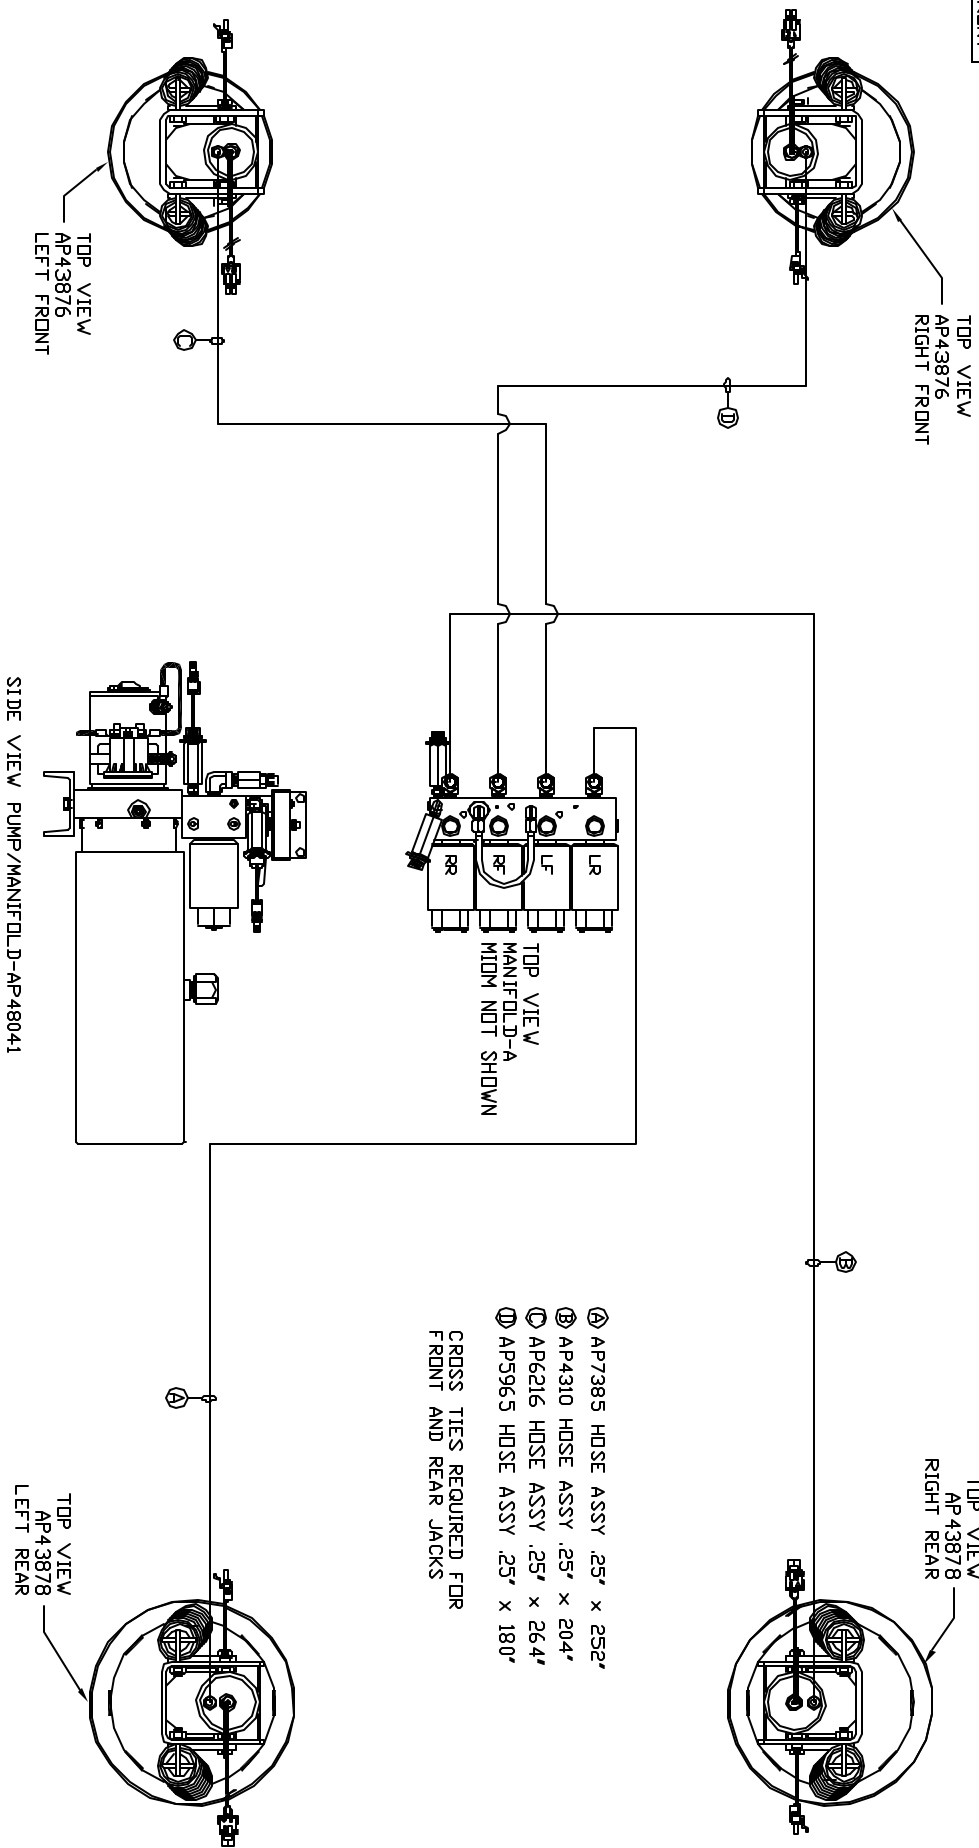 TOP VIEW
AP43876
RIGHT FRONT
TOP VIEW
AP43878
RIGHT REAR
D
B
A AP7385 HOSE ASSY .25" x 252"
B AP4310 HOSE ASSY .25" x 204"
C AP6216 HOSE ASSY .25" x 264"
D AP5965 HOSE ASSY .25" x 180"
CROSS TIES REQUIRED FOR
FRONT AND REAR JACKS
LR
LF
RF
RR
TOP VIEW
MANIFOLD-A
MIOM NOT SHOWN
C
A
TOP VIEW
AP43876
LEFT FRONT
SIDE VIEW PUMP/MANIFOLD-AP48041
TOP VIEW
AP43878
LEFT REAR